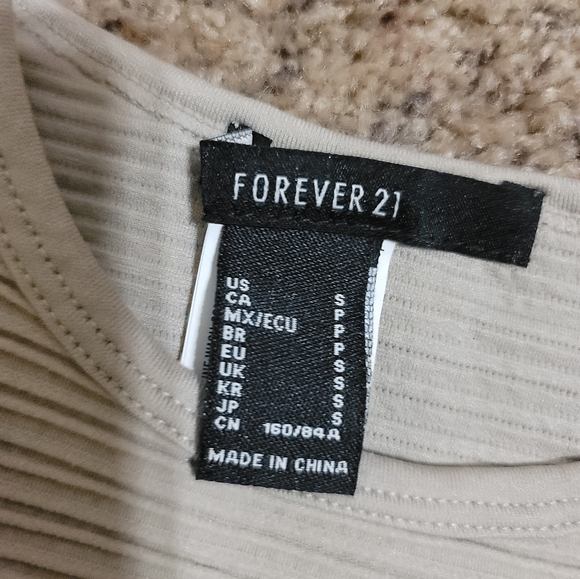 FOREVER 21
US S
CA P
MX/ECU P
BR P
EU S
UK S
KR S
JP S
CN 160/84A
MADE IN CHINA